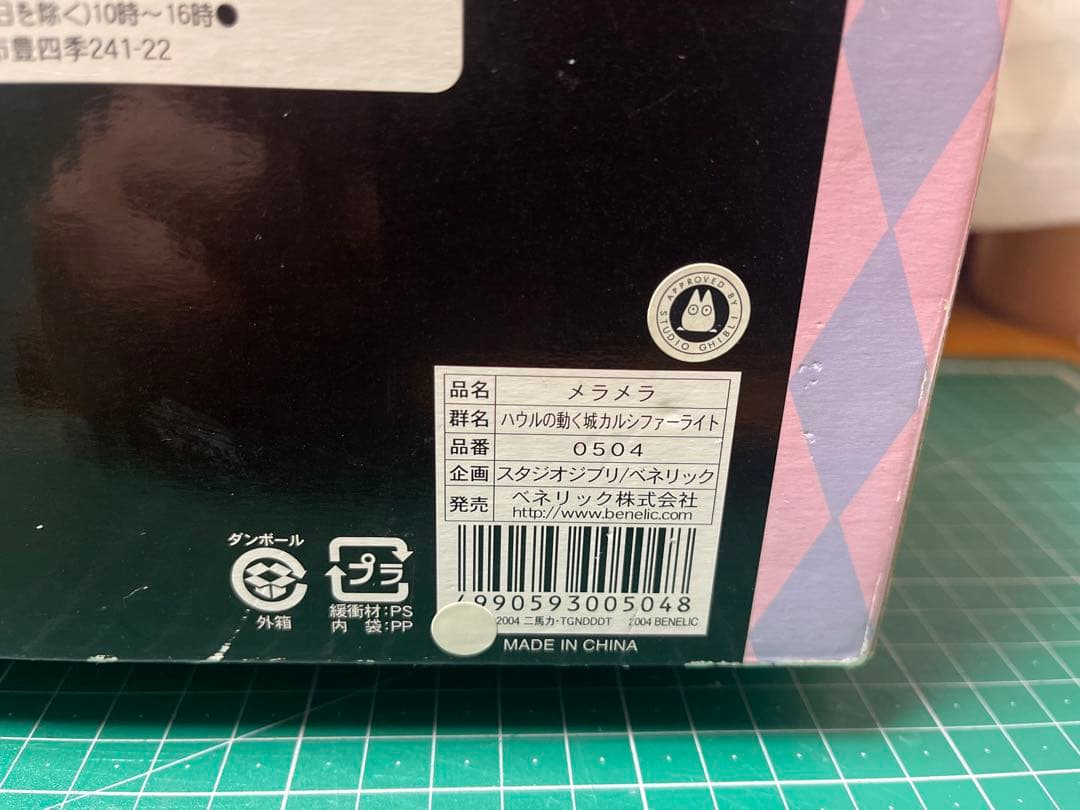 日を除く)10時～16時●
市豊四季241-22
APPROVED BY STUDIO GHIBLI
品名 メラメラ
群名 ハウルの動く城カルシファーライト
品番 0504
企画 スタジオジブリ/ベネリック
発売 ベネリック株式会社
http://www.benelic.com
4990593005048
2004 二馬力・TGNDDDT 2004 BENELIC
MADE IN CHINA
ダンボール
外箱
プラ
緩衝材:PS
内 袋:PP